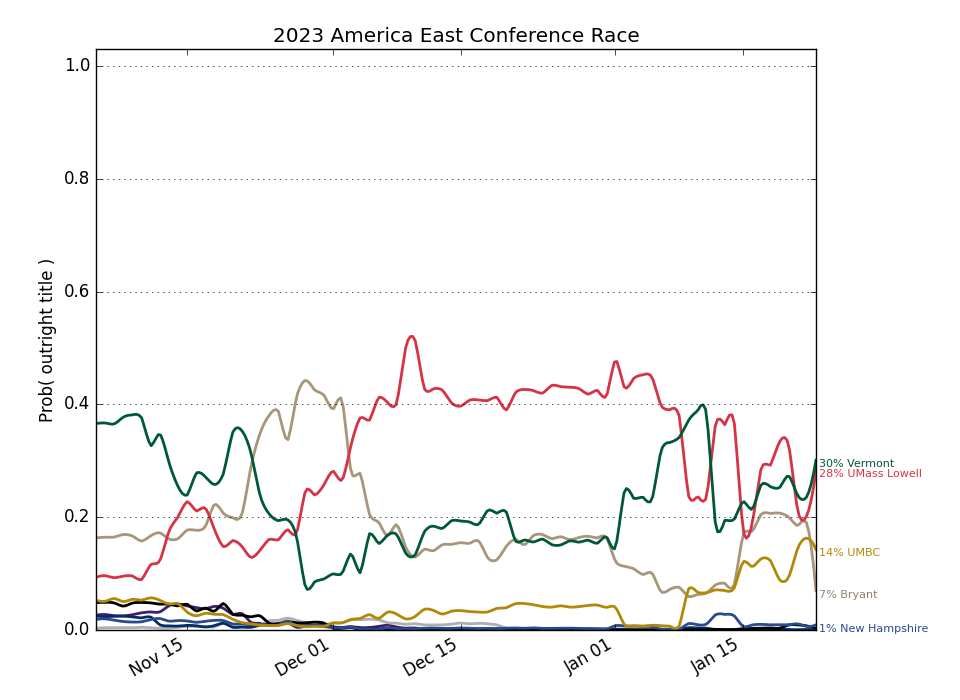 2023 America East Conference Race
Prob( outright title )
1.0
0.8
0.6
0.4
0.2
0.0
30% Vermont
28% UMass Lowell
14% UMBC
7% Bryant
1% New Hampshire
Nov 15
Dec 01
Dec 15
Jan 01
Jan 15